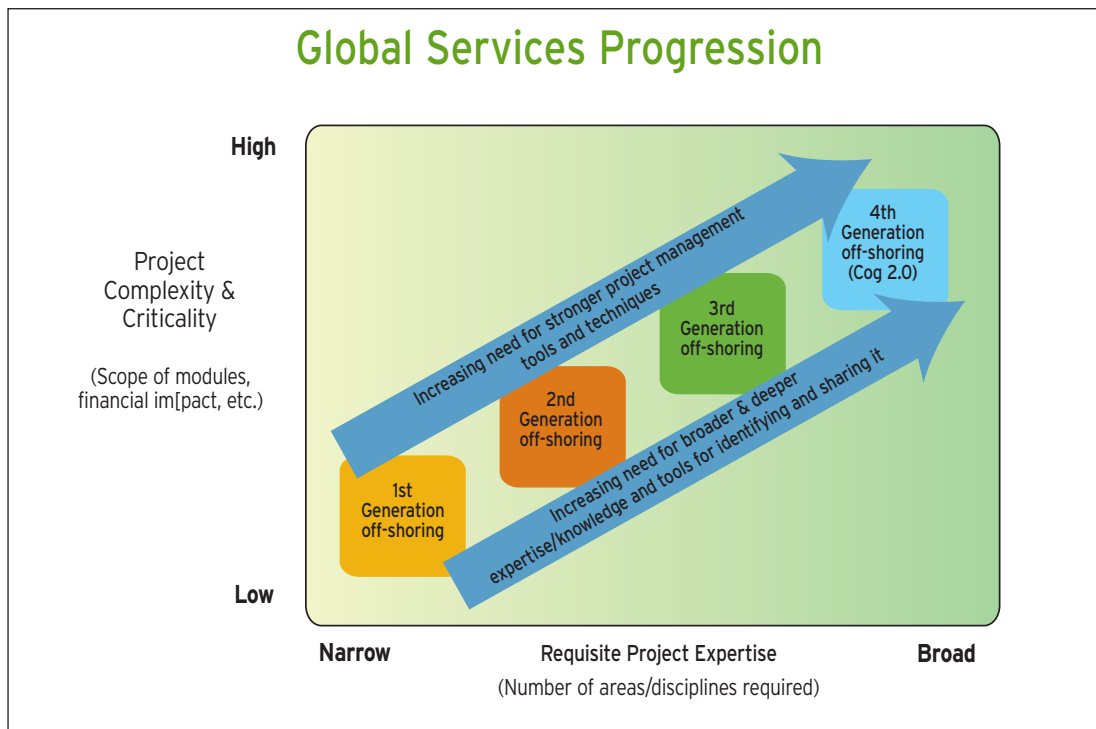 Global Services Progression
High
Project
Complexity &
Criticality
(Scope of modules,
financial im[pact, etc.)
Low
Increasing need for stronger project management
tools and techniques
4th
Generation
off-shoring
(Cog 2.0)
3rd
Generation
off-shoring
2nd
Generation
off-shoring
1st
Generation
off-shoring
Increasing need for broader & deeper
expertise/knowledge and tools for identifying and sharing it
Narrow
Requisite Project Expertise
Broad
(Number of areas/disciplines required)